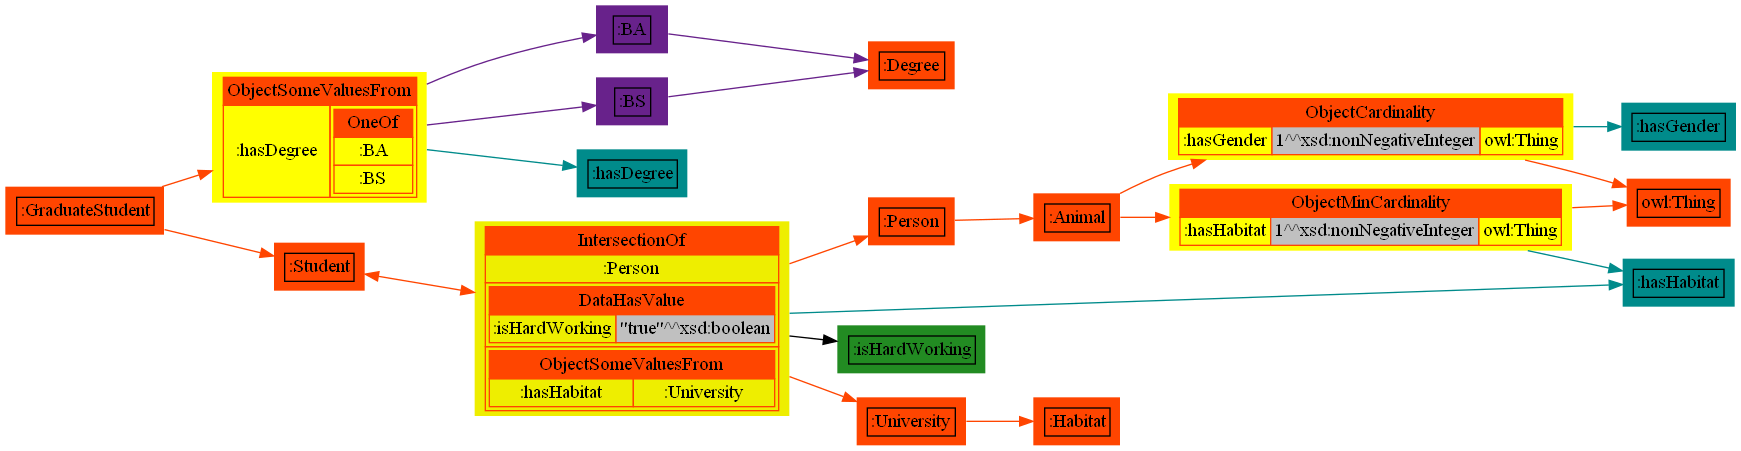 :GraduateStudent
ObjectSomeValuesFrom
:hasDegree
OneOf
:BA
:BS
:Student
:BA
:BS
:hasDegree
:Degree
IntersectionOf
:Person
DataHasValue
:isHardWorking "true"^^xsd:boolean
ObjectSomeValuesFrom
:hasHabitat :University
:Person
:isHardWorking
:University
:Animal
:Habitat
ObjectCardinality
:hasGender 1^^xsd:nonNegativeInteger owl:Thing
ObjectMinCardinality
:hasHabitat 1^^xsd:nonNegativeInteger owl:Thing
:hasGender
owl:Thing
:hasHabitat